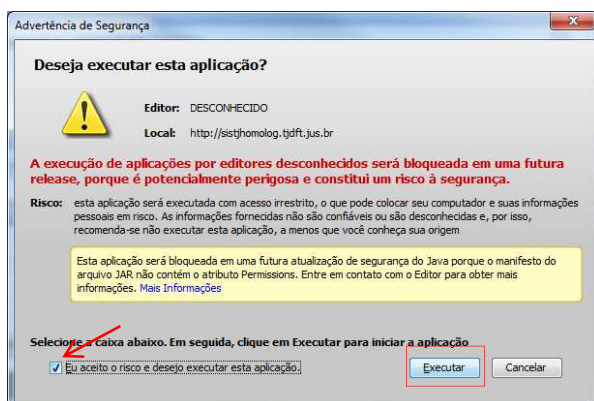 Advertência de Segurança
Deseja executar esta aplicação?
Editor: DESCONHECIDO
Local: http://sistjhomolog.tjdft.jus.br
A execução de aplicações por editores desconhecidos será bloqueada em uma futura
release, porque é potencialmente perigosa e constitui um risco à segurança.
Risco: esta aplicação será executada com acesso irrestrito, o que pode colocar seu computador e suas informações
pessoais em risco. As informações fornecidas não são confiáveis ou são desconhecidas e, por isso,
recomenda-se não executar esta aplicação, a menos que você conheça sua origem
Esta aplicação será bloqueada em uma futura atualização de segurança do Java porque o manifesto do
arquivo JAR não contém o atributo Permissions. Entre em contato com o Editor para obter mais
informações. Mais Informações
Selecione a caixa abaixo. Em seguida, clique em Executar para iniciar a aplicação
Eu aceito o risco e desejo executar esta aplicação.
Executar
Cancelar